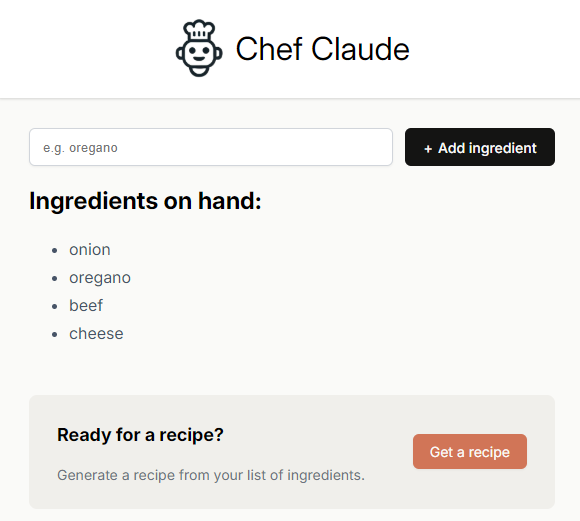 Chef Claude
e.g. oregano
+ Add ingredient
Ingredients on hand:
onion
oregano
beef
cheese
Ready for a recipe?
Get a recipe
Generate a recipe from your list of ingredients.